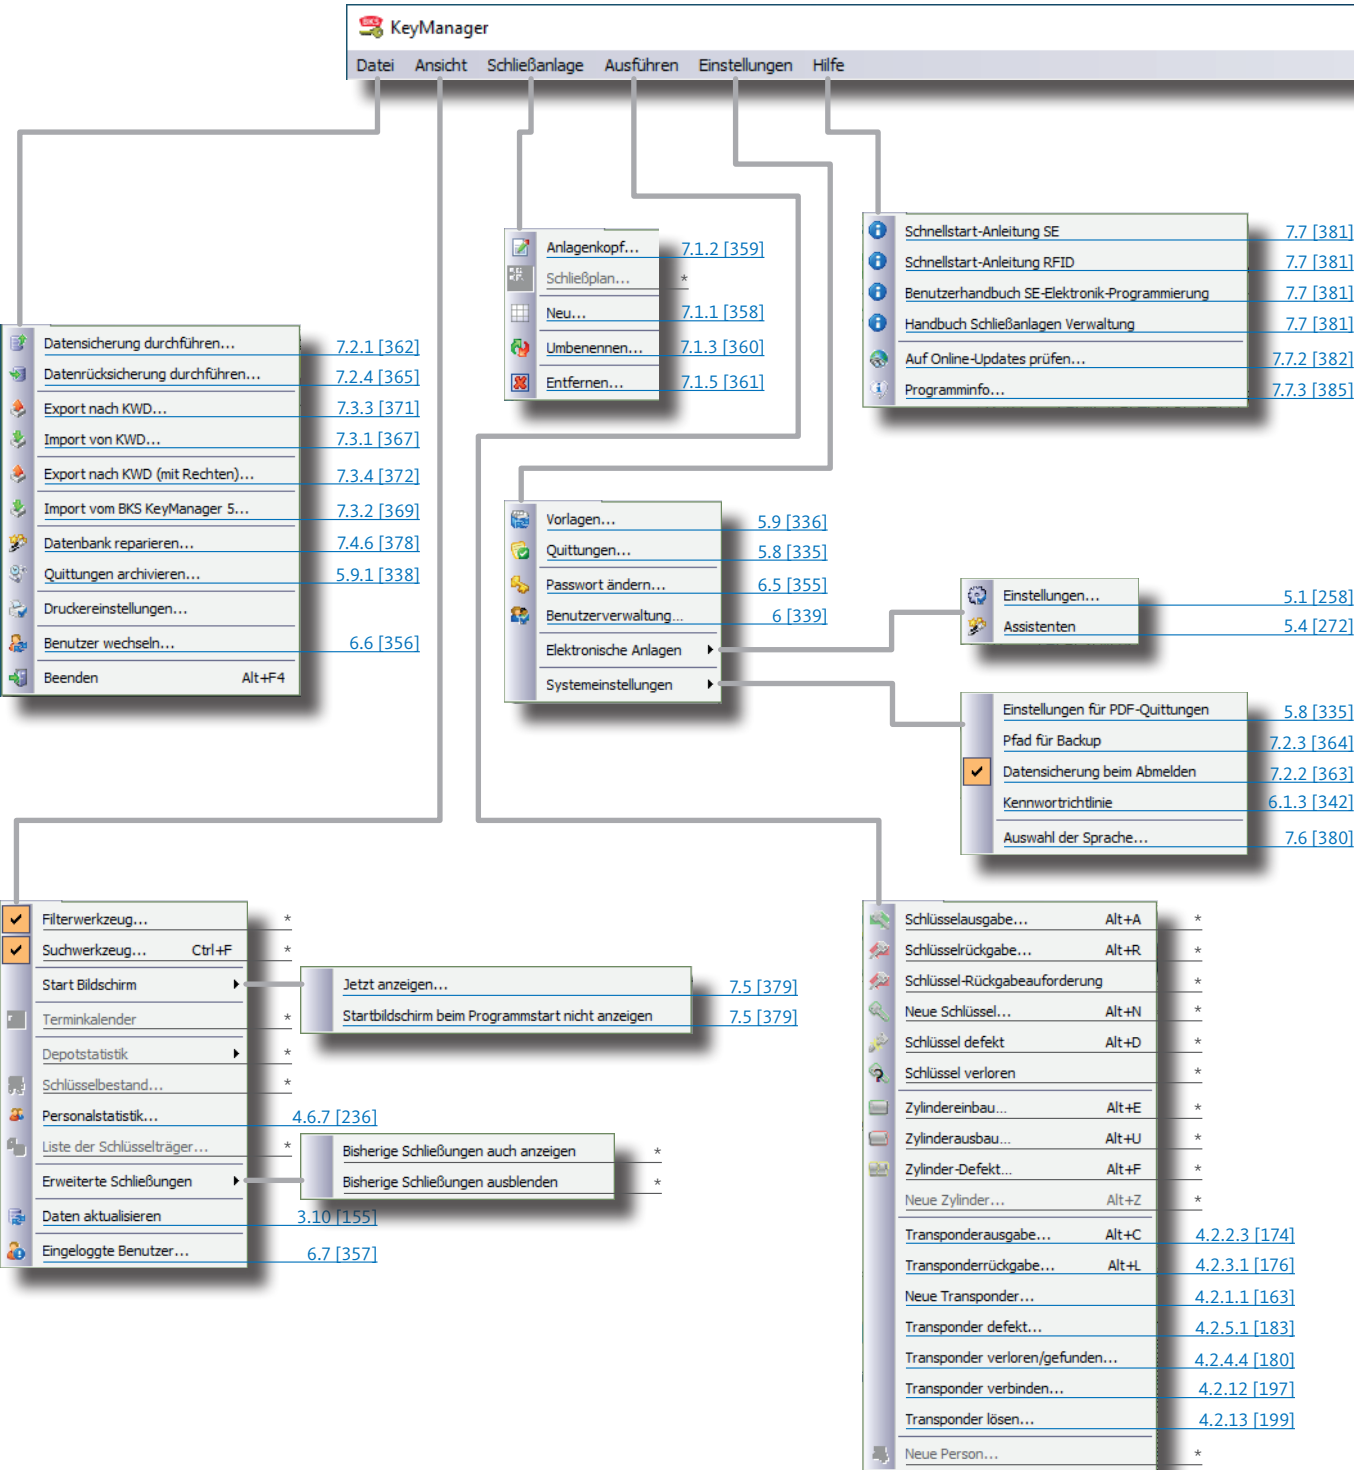 BKS KeyManager
Datei Ansicht Schließanlage Ausführen Einstellungen Hilfe
Anlagenkopf... 7.1.2 [359]
Schließplan... *
Neu... 7.1.1 [358]
Umbenennen... 7.1.3 [360]
Entfernen... 7.1.5 [361]
Schnellstart-Anleitung SE 7.7 [381]
Schnellstart-Anleitung RFID 7.7 [381]
Benutzerhandbuch SE-Elektronik-Programmierung 7.7 [381]
Handbuch Schließanlagen Verwaltung 7.7 [381]
Auf Online-Updates prüfen... 7.7.2 [382]
Programminfo... 7.7.3 [385]
Datensicherung durchführen... 7.2.1 [362]
Datenrücksicherung durchführen... 7.2.4 [365]
Export nach KWD... 7.3.3 [371]
Import von KWD... 7.3.1 [367]
Export nach KWD (mit Rechten)... 7.3.4 [372]
Import vom BKS KeyManager 5... 7.3.2 [369]
Datenbank reparieren... 7.4.6 [378]
Quittungen archivieren... 5.9.1 [338]
Druckereinstellungen...
Benutzer wechseln... 6.6 [356]
Beenden Alt+F4
Vorlagen... 5.9 [336]
Quittungen... 5.8 [335]
Passwort ändern... 6.5 [355]
Benutzerverwaltung... 6 [339]
Elektronische Anlagen
Systemeinstellungen
Einstellungen... 5.1 [258]
Assistenten 5.4 [272]
Einstellungen für PDF-Quittungen 5.8 [335]
Pfad für Backup 7.2.3 [364]
Datensicherung beim Abmelden 7.2.2 [363]
Kennwortrichtlinie 6.1.3 [342]
Auswahl der Sprache... 7.6 [380]
Filterwerkzeug... *
Suchwerkzeug... Ctrl+F *
Start Bildschirm
Terminkalender *
Depotstatistik *
Schlüsselbestand... *
Personalstatistik... 4.6.7 [236]
Liste der Schlüsselträger... *
Erweiterte Schließungen
Daten aktualisieren 3.10 [155]
Eingeloggte Benutzer... 6.7 [357]
Jetzt anzeigen... 7.5 [379]
Startbildschirm beim Programmstart nicht anzeigen 7.5 [379]
Bisherige Schließungen auch anzeigen *
Bisherige Schließungen ausblenden *
Schlüsselausgabe... Alt+A *
Schlüsselrückgabe... Alt+R *
Schlüssel-Rückgabeauforderung *
Neue Schlüssel... Alt+N *
Schlüssel defekt Alt+D *
Schlüssel verloren *
Zylindereinbau... Alt+E *
Zylinderausbau... Alt+U *
Zylinder-Defekt... Alt+F *
Neue Zylinder... Alt+Z *
Transponderausgabe... Alt+C 4.2.2.3 [174]
Transponderrückgabe... Alt+L 4.2.3.1 [176]
Neue Transponder... 4.2.1.1 [163]
Transponder defekt... 4.2.5.1 [183]
Transponder verloren/gefunden... 4.2.4.4 [180]
Transponder verbinden... 4.2.12 [197]
Transponder lösen... 4.2.13 [199]
Neue Person... *